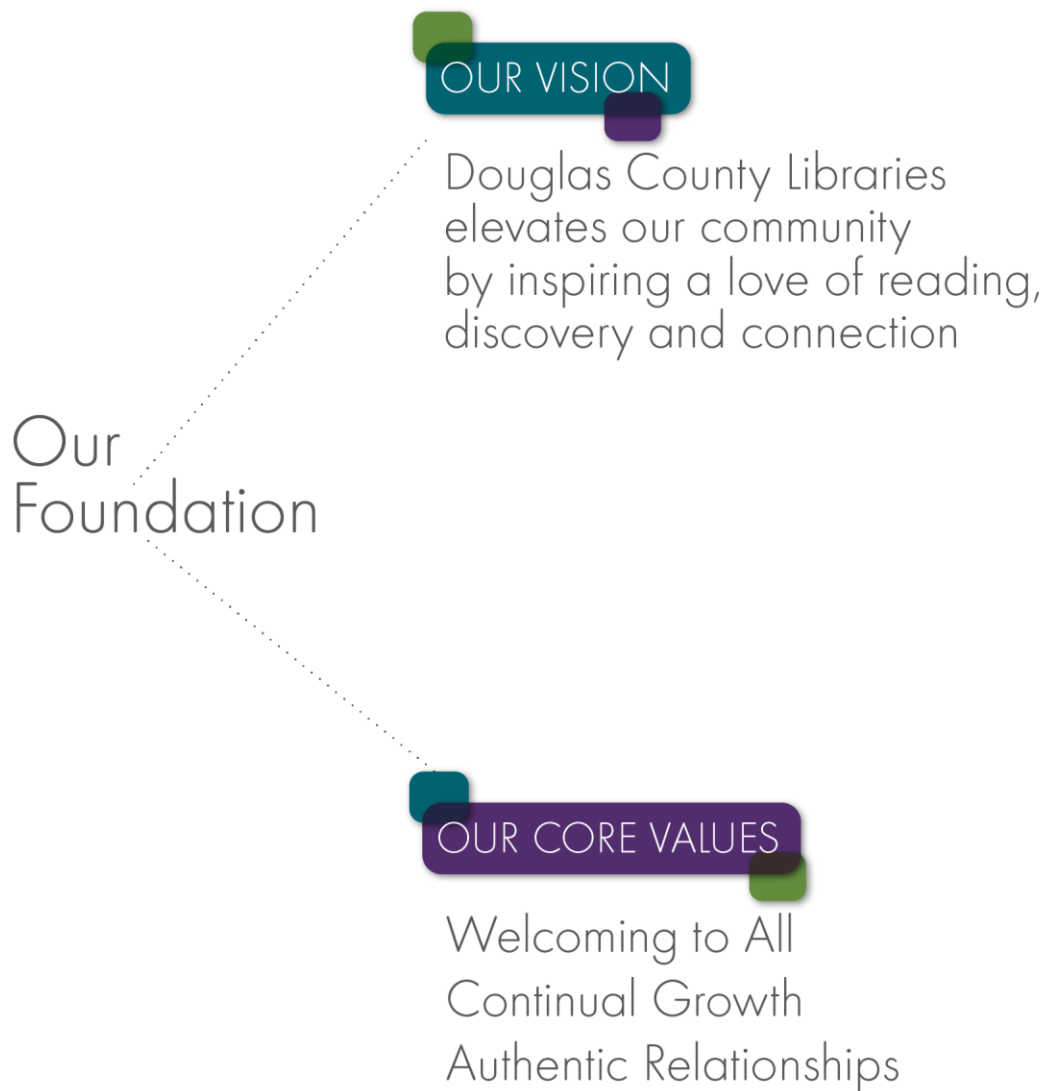 OUR VISION
Douglas County Libraries
elevates our community
by inspiring a love of reading,
discovery and connection
Our
Foundation
OUR CORE VALUES
Welcoming to All
Continual Growth
Authentic Relationships